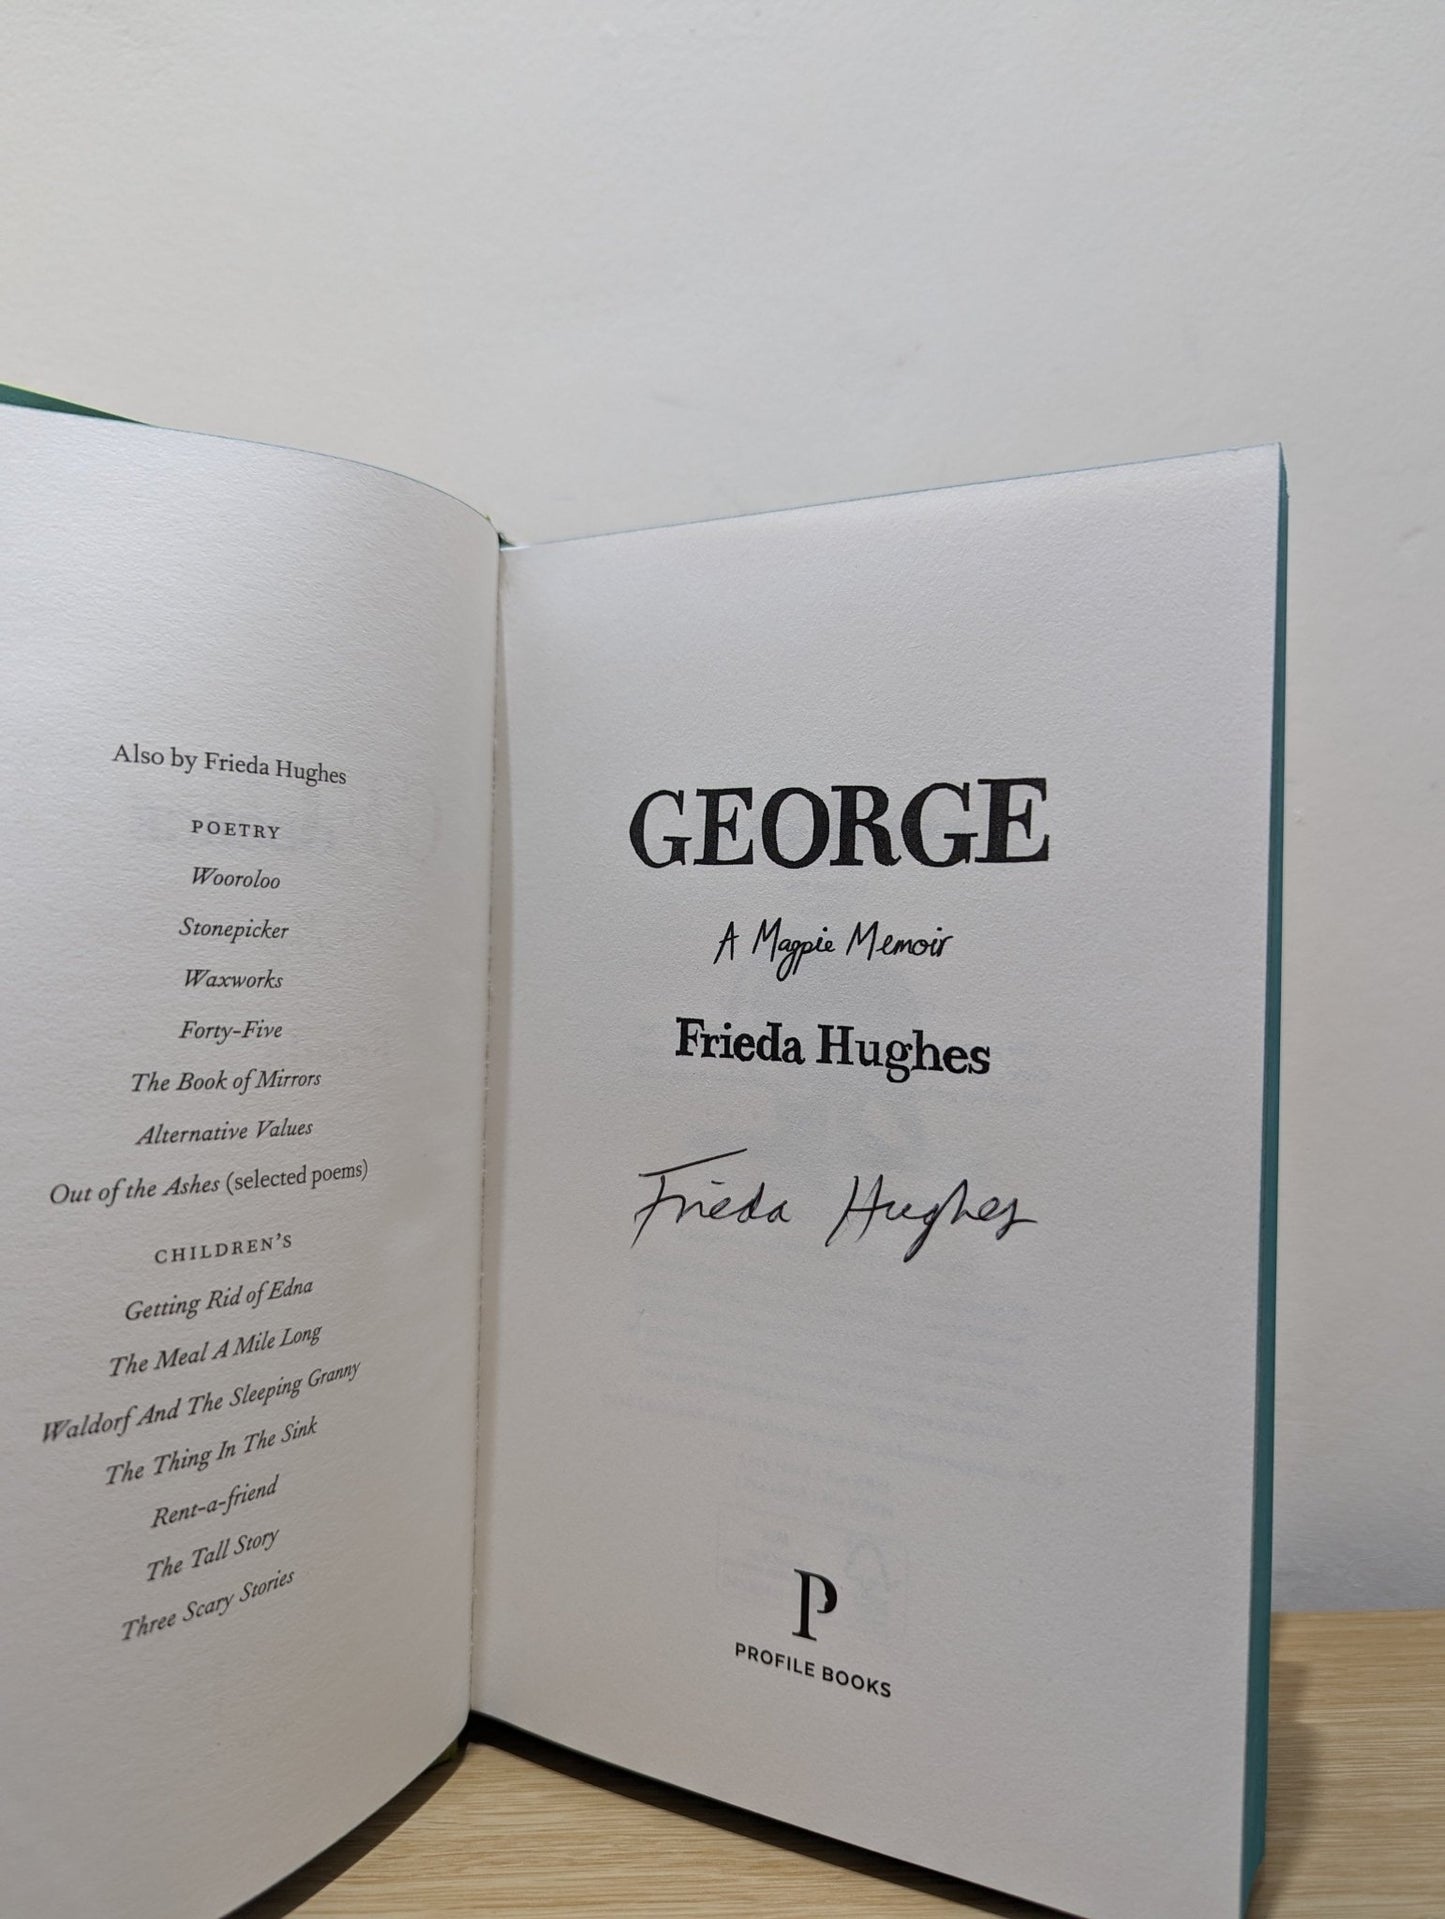 Also by Frieda Hughes
POETRY
Wooroloo
Stonepicker
Waxworks
Forty-Five
The Book of Mirrors
Alternative Values
Out of the Ashes (selected poems)
CHILDREN'S
Getting Rid of Edna
The Meal A Mile Long
Waldorf And The Sleeping Granny
The Thing In The Sink
Rent-a-friend
The Tall Story
Three Scary Stories
GEORGE
A Magpie Memoir
Frieda Hughes
Frieda Hughes
P
PROFILE BOOKS